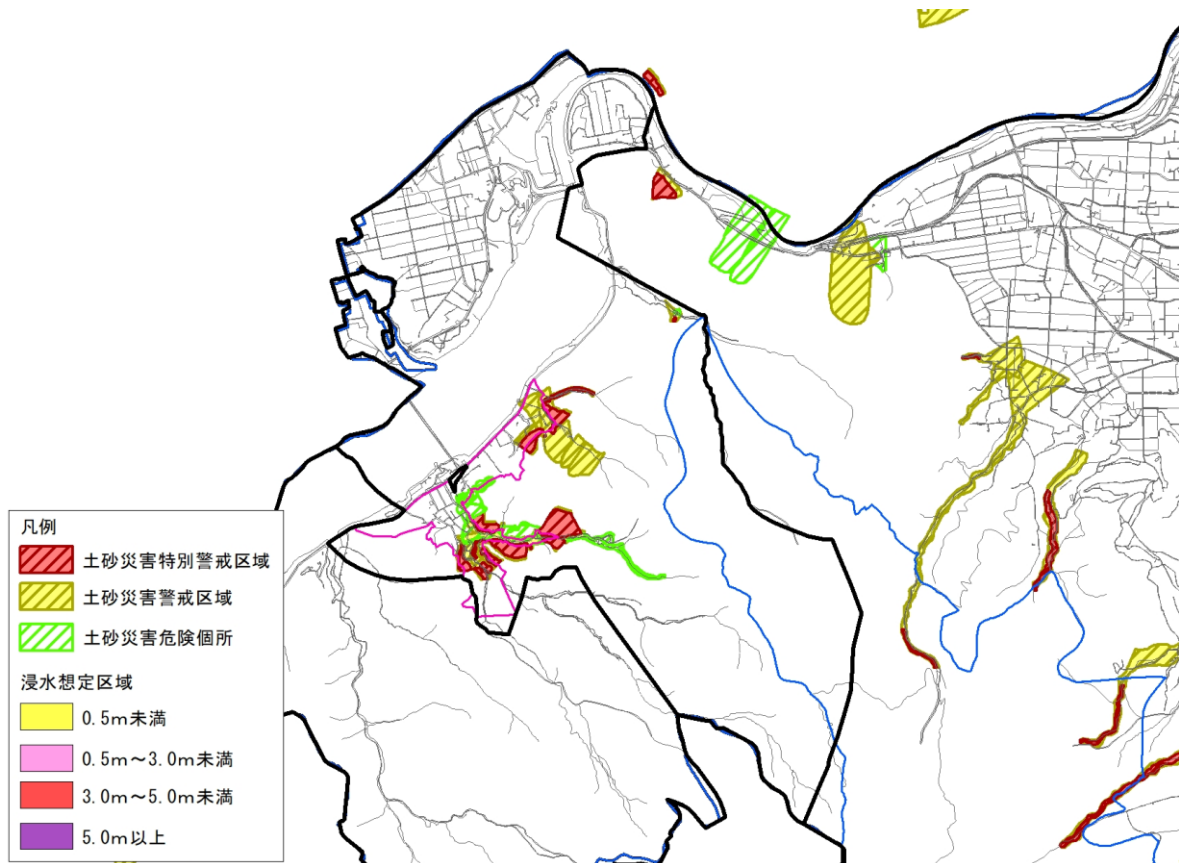 凡例
土砂災害特別警戒区域
土砂災害警戒区域
土砂災害危険個所
浸水想定区域
0.5m未満
0.5m～3.0m未満
3.0m～5.0m未満
5.0m以上